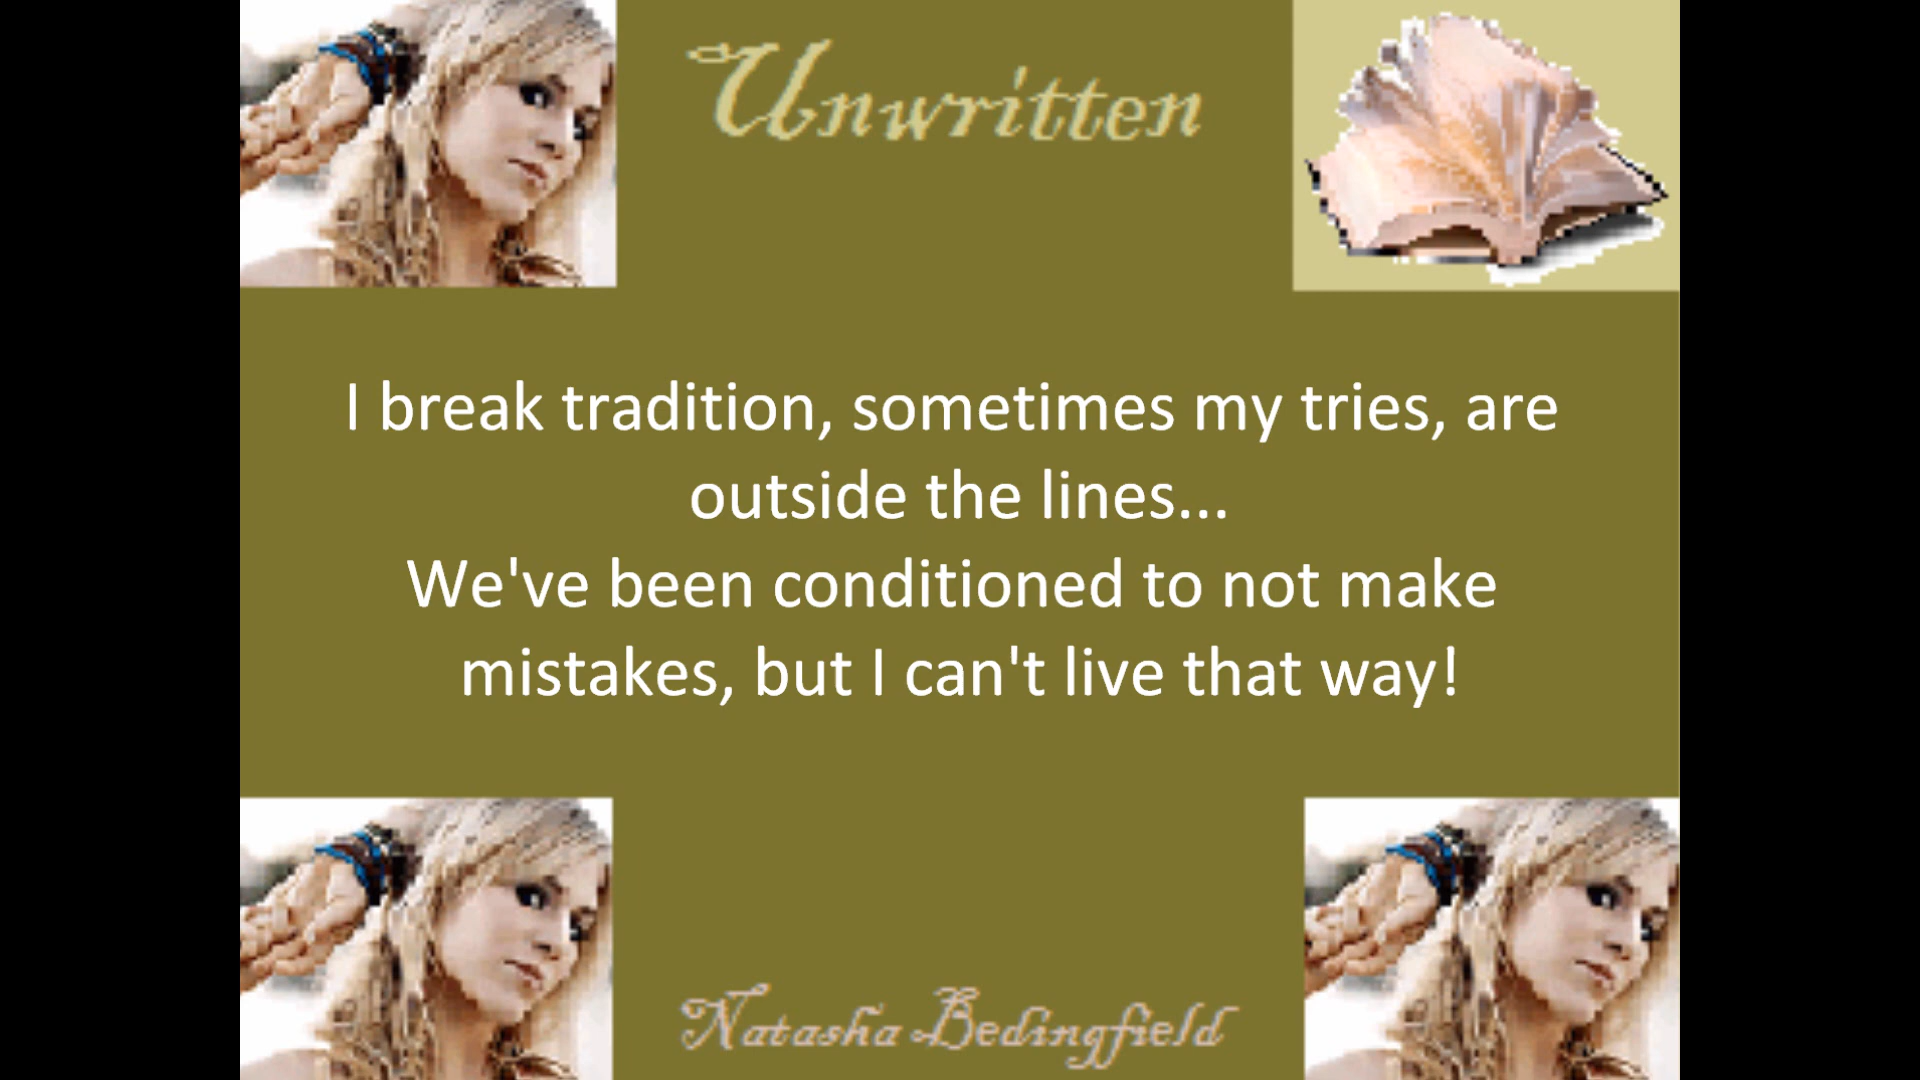 Unwritten
I break tradition, sometimes my tries, are
outside the lines...
We've been conditioned to not make
mistakes, but I can't live that way!
Natasha Bedingfield